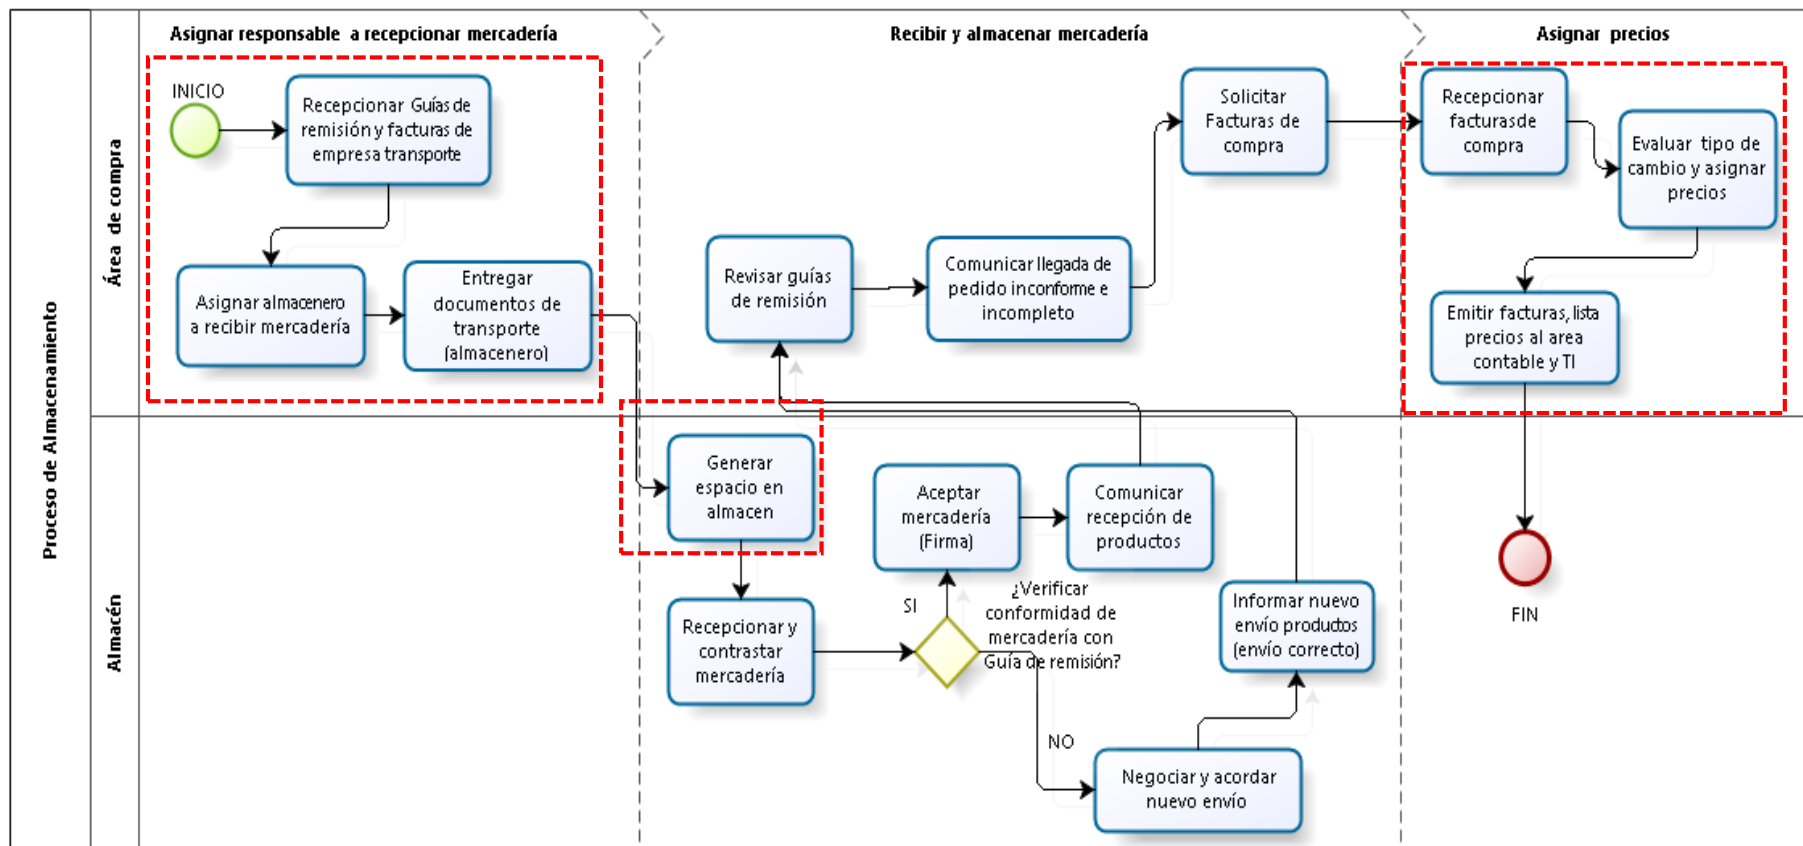 Proceso de Almacenamiento
Área de compra
Almacén
Asignar responsable a recepcionar mercadería
Recibir y almacenar mercadería
Asignar precios
INICIO
Recepcionar Guías de
remisión y facturas de
empresa transporte
Asignar almacenero
a recibir mercadería
Entregar
documentos de
transporte
(almacenero)
Generar
espacio en
almacen
Recepcionar y
contrastar
mercadería
¿Verificar
conformidad de
mercadería con
Guía de remisión?
SI
Aceptar
mercadería
(Firma)
Comunicar
recepción de
productos
NO
Negociar y acordar
nuevo envío
Informar nuevo
envío productos
(envío correcto)
Revisar guías
de remisión
Comunicar llegada de
pedido inconforme e
incompleto
Solicitar
Facturas de
compra
Recepcionar
facturas de
compra
Evaluar tipo de
cambio y asignar
precios
Emitir facturas, lista
precios al area
contable y TI
FIN